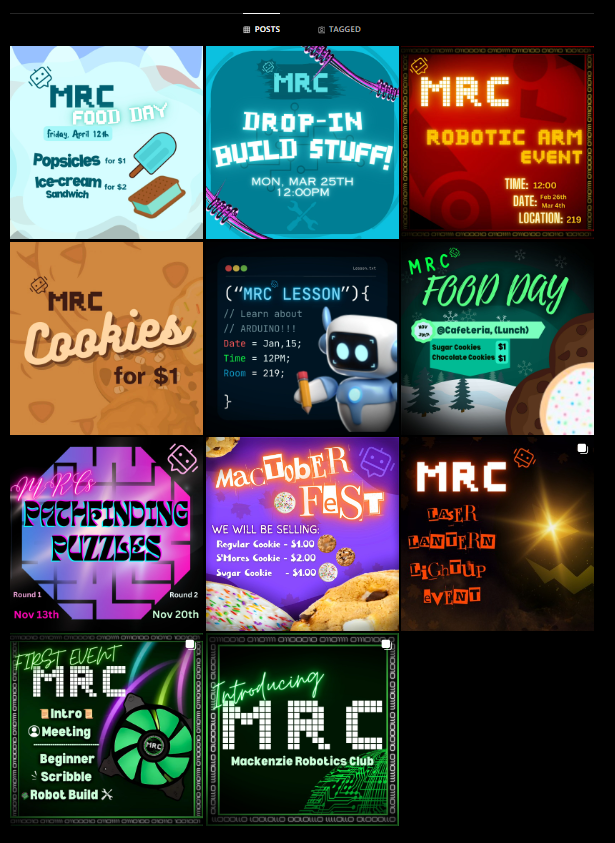 POSTS
TAGGED
MRC
FOOD DAY
Friday, April 12th
Popsicles for $1
Ice-cream
Sandwich
for $2
MRC
DROP-IN
BUILD STUFF!
MON, MAR 25TH
12:00PM
MRC
ROBOTIC ARM
EVENT
TIME: 12:00
DATE: Feb 26th
Mar 4th
LOCATION: 219
MRC
Cookies
for $1
Lesson.txt
("MRC LESSON"){
// Learn about
// ARDUINO!!!
Date = Jan,15;
Time = 12PM;
Room = 219;
}
MRC
FOOD DAY
NOV
@Cafeteria, (Lunch)
Sugar Cookies $1
Chocolate Cookies $1
MRC's
PATHFINDING
PUZZLES
Round 1
Round 2
Nov 13th
Nov 20th
MACTOBER
FEST
WE WILL BE SELLING:
Regular Cookie - $1.00
S'Mores Cookie - $2.00
Sugar Cookie - $1.00
MRC
LASER
LANTERN
LIGHTUP
EVENT
FIRST EVENT
MRC
Intro
Meeting
MRC
Beginner
Scribble
Robot Build
Introducing
MRC
Mackenzie Robotics Club